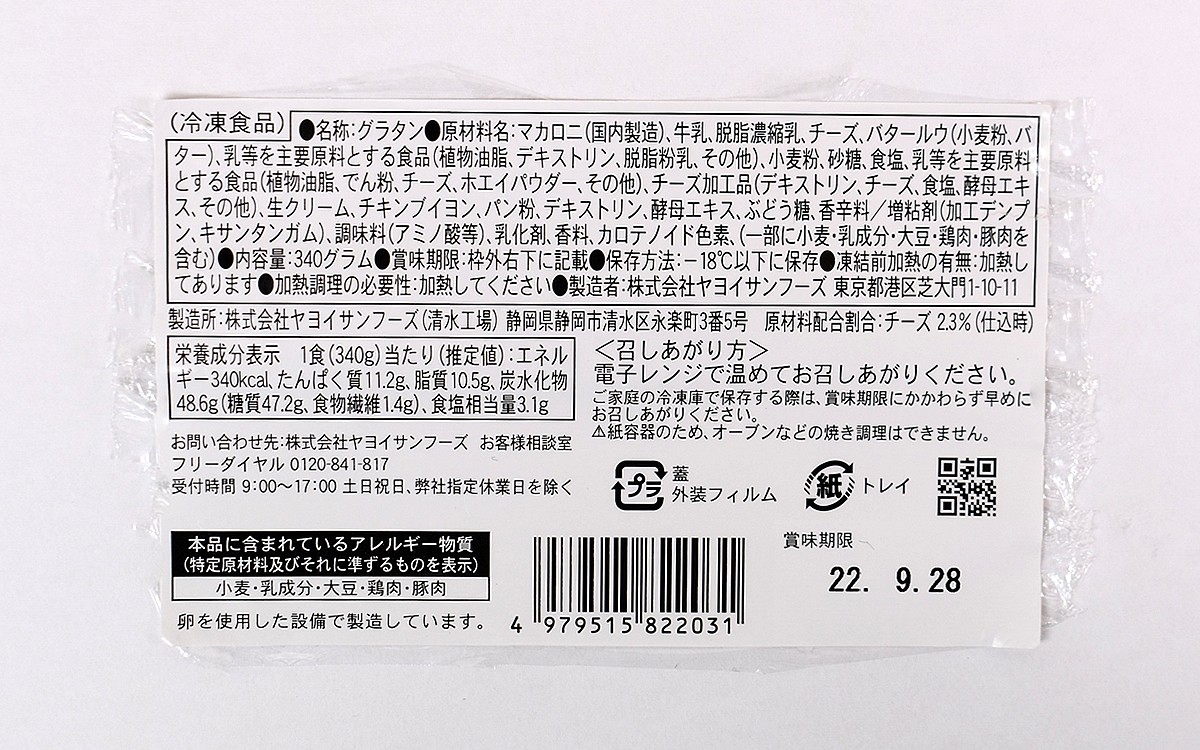 (冷凍食品) ●名称:グラタン●原材料名:マカロニ(国内製造)、牛乳、脱脂濃縮乳、チーズ、バタールウ(小麦粉、バ
ター)、乳等を主要原料とする食品(植物油脂、デキストリン、脱脂粉乳、その他)、小麦粉、砂糖、食塩、乳等を主要原料
とする食品(植物油脂、でん粉、チーズ、ホエイパウダー、その他)、チーズ加工品(デキストリン、チーズ、食塩、酵母エキ
ス、その他)、生クリーム、チキンブイヨン、パン粉、デキストリン、酵母エキス、ぶどう糖、香辛料/増粘剤(加工デンプ
ン、キサンタンガム)、調味料(アミノ酸等)、乳化剤、香料、カロテノイド色素、(一部に小麦・乳成分・大豆・鶏肉・豚肉を
含む)●内容量:340グラム●賞味期限:枠外右下に記載●保存方法:-18℃以下に保存●凍結前加熱の有無:加熱し
てあります●加熱調理の必要性:加熱してください●製造者:株式会社ヤヨイサンフーズ 東京都港区芝大門1-10-11
製造所:株式会社ヤヨイサンフーズ(清水工場) 静岡県静岡市清水区永楽町3番5号 原材料配合割合:チーズ 2.3%(仕込時)
栄養成分表示 1食(340g)当たり(推定値):エネル
ギー340kcal、たんぱく質11.2g、脂質10.5g、炭水化物
48.6g(糖質47.2g、食物繊維1.4g)、食塩相当量3.1g
<召しあがり方>
電子レンジで温めてお召しあがりください。
ご家庭の冷凍庫で保存する際は、賞味期限にかかわらず早めに
お召しあがりください。
⚠紙容器のため、オーブンなどの焼き調理はできません。
お問い合わせ先:株式会社ヤヨイサンフーズ お客様相談室
フリーダイヤル 0120-841-817
受付時間 9:00~17:00 土日祝日、弊社指定休業日を除く
プラ
蓋
外装フィルム
紙
トレイ
本品に含まれているアレルギー物質
(特定原材料及びそれに準ずるものを表示)
小麦・乳成分・大豆・鶏肉・豚肉
卵を使用した設備で製造しています。
4 979515 822031
賞味期限
22. 9. 28